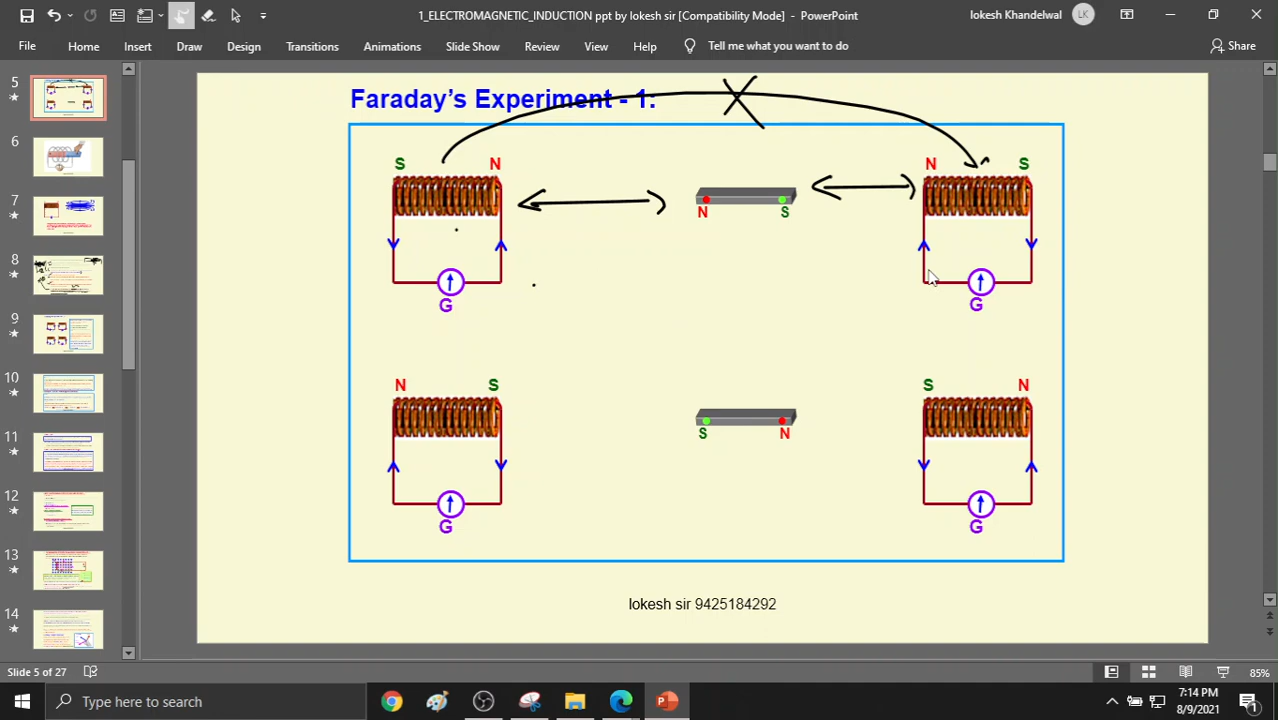 1_ELECTROMAGNETIC_INDUCTION ppt by lokesh sir [Compatibility Mode] - PowerPoint
lokesh Khandelwal
LK
File Home Insert Draw Design Transitions Animations Slide Show Review View Help Tell me what you want to do Share
5
6
7
8
9
10
11
12
13
14
Faraday's Experiment - 1:
S N N S
N S
G G
N S S N
S N
G G
lokesh sir 9425184292
Slide 5 of 27
85%
Type here to search
7:14 PM
8/9/2021
1